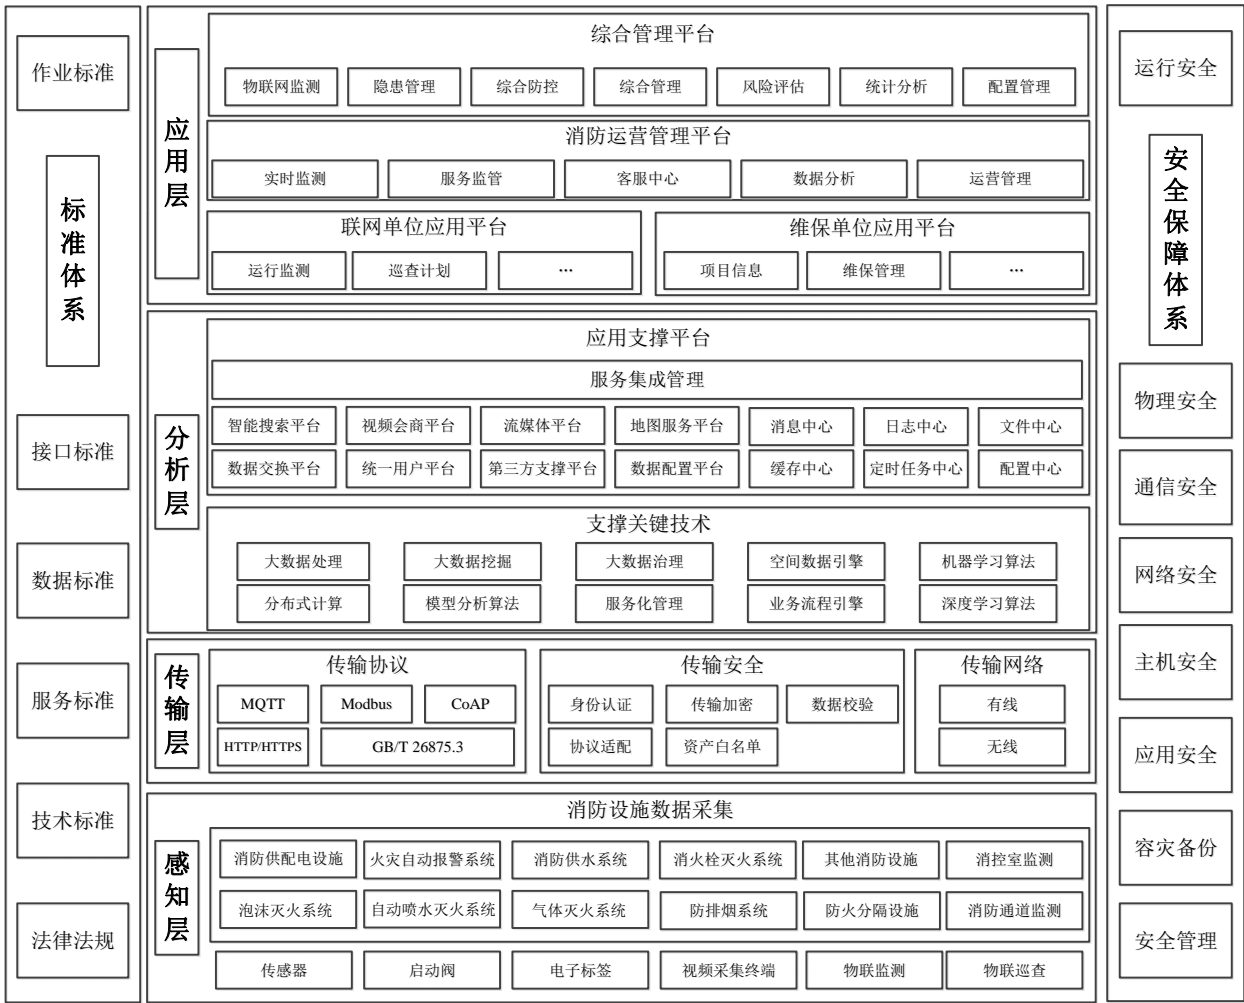 作业标准
标准体系
接口标准
数据标准
服务标准
技术标准
法律法规
应用层
综合管理平台
物联网监测 隐患管理 综合防控 综合管理 风险评估 统计分析 配置管理
消防运营管理平台
实时监测 服务监管 客服中心 数据分析 运营管理
联网单位应用平台
运行监测 巡查计划 ...
维保单位应用平台
项目信息 维保管理 ...
分析层
应用支撑平台
服务集成管理
智能搜索平台 视频会商平台 流媒体平台 地图服务平台 消息中心 日志中心 文件中心
数据交换平台 统一用户平台 第三方支撑平台 数据配置平台 缓存中心 定时任务中心 配置中心
支撑关键技术
大数据处理 大数据挖掘 大数据治理 空间数据引擎 机器学习算法
分布式计算 模型分析算法 服务化管理 业务流程引擎 深度学习算法
传输层
传输协议
MQTT Modbus CoAP
HTTP/HTTPS GB/T 26875.3
传输安全
身份认证 传输加密 数据校验
协议适配 资产白名单
传输网络
有线
无线
感知层
消防设施数据采集
消防供配电设施 火灾自动报警系统 消防供水系统 消火栓灭火系统 其他消防设施 消控室监测
泡沫灭火系统 自动喷水灭火系统 气体灭火系统 防排烟系统 防火分隔设施 消防通道监测
传感器 启动阀 电子标签 视频采集终端 物联监测 物联巡查
运行安全
安全保障体系
物理安全
通信安全
网络安全
主机安全
应用安全
容灾备份
安全管理